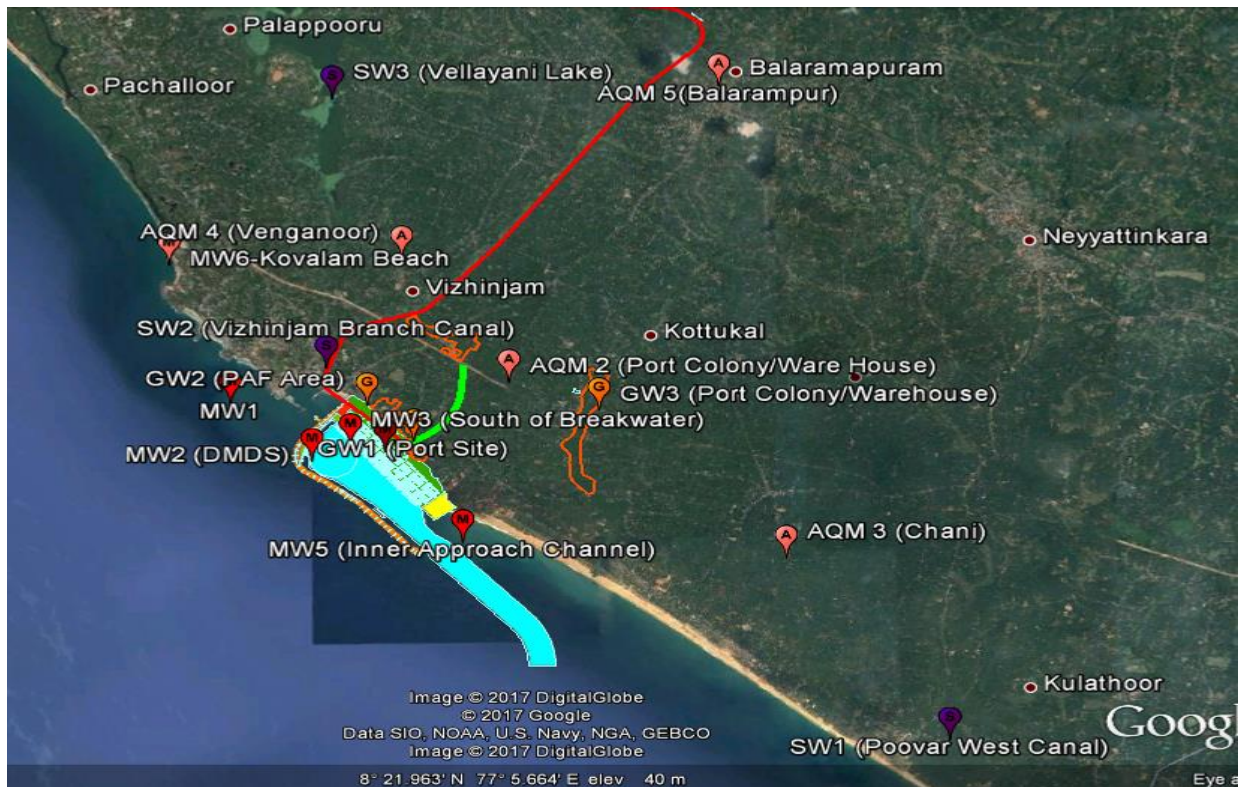 Palappooru
SW3 (Vellayani Lake)
Balaramapuram
Pachalloor
AQM 5(Balarampur)
AQM 4 (Venganoor)
Neyyattinkara
MW6-Kovalam Beach
Vizhinjam
SW2 (Vizhinjam Branch Canal)
Kottukal
AQM 2 (Port Colony/Ware House)
GW2 (PAF Area)
GW3 (Port Colony/Warehouse)
MW1
MW3 (South of Breakwater)
GW1 (Port Site)
MW2 (DMDS)
AQM 3 (Chani)
MW5 (Inner Approach Channel)
Kulathoor
Image © 2017 DigitalGlobe
© 2017 Google
Data SIO, NOAA, U.S. Navy, NGA, GEBCO
Image © 2017 DigitalGlobe
Googl
SW1 (Poovar West Canal)
8° 21.963' N 77° 5.664' E elev 40 m
Eye a